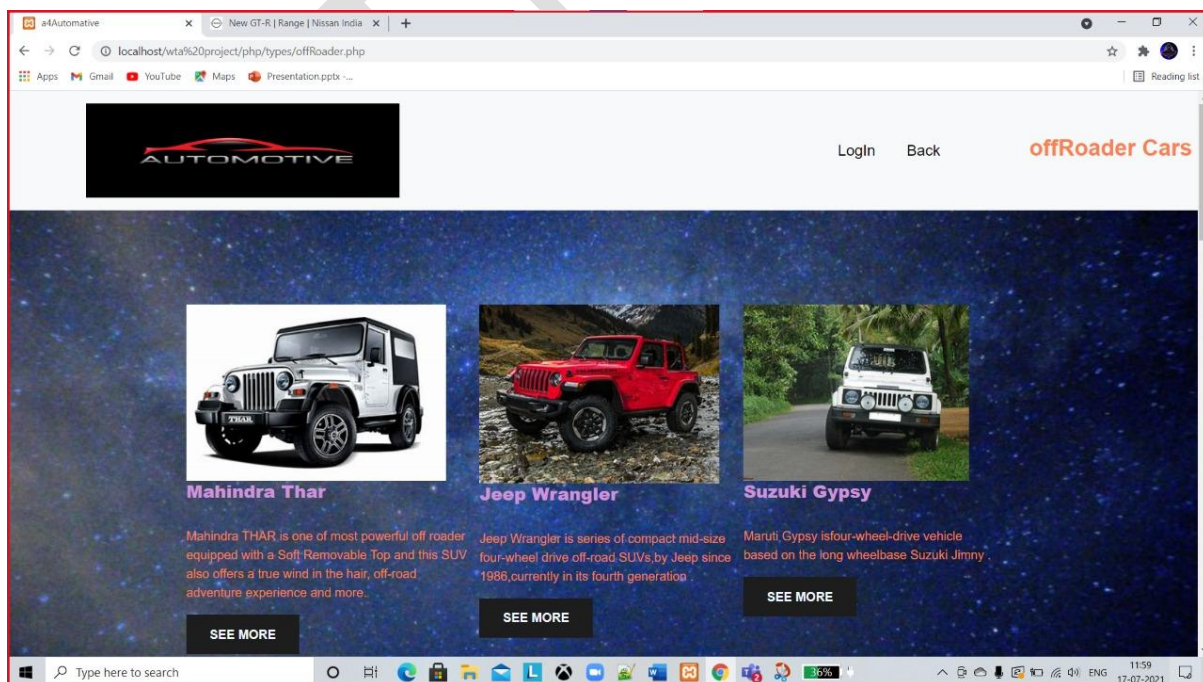 a4Automative
New GT-R | Range | Nissan India
localhost/wta%20project/php/types/offRoader.php
Apps
Gmail
YouTube
Maps
Presentation.pptx -...
Reading list
AUTOMOTIVE
LogIn
Back
offRoader Cars
THAR
Mahindra Thar
Mahindra THAR is one of most powerful off roader
equipped with a Soft Removable Top and this SUV
also offers a true wind in the hair, off-road
adventure experience and more.
SEE MORE
Jeep Wrangler
Jeep Wrangler is series of compact mid-size
four-wheel drive off-road SUVs,by Jeep since
1986,currently in its fourth generation .
SEE MORE
Suzuki Gypsy
Maruti Gypsy isfour-wheel-drive vehicle
based on the long wheelbase Suzuki Jimny .
SEE MORE
Type here to search
36%
ENG
11:59
17-07-2021